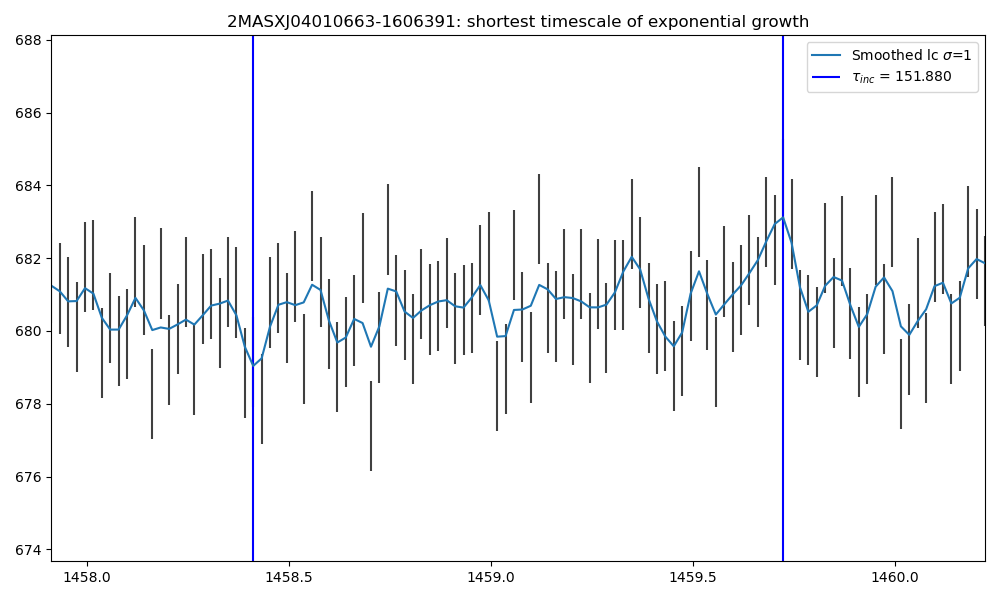 2MASXJ04010663-1606391: shortest timescale of exponential growth
Smoothed lc σ=1
τ_inc = 151.880
688
686
684
682
680
678
676
674
1458.0 1458.5 1459.0 1459.5 1460.0